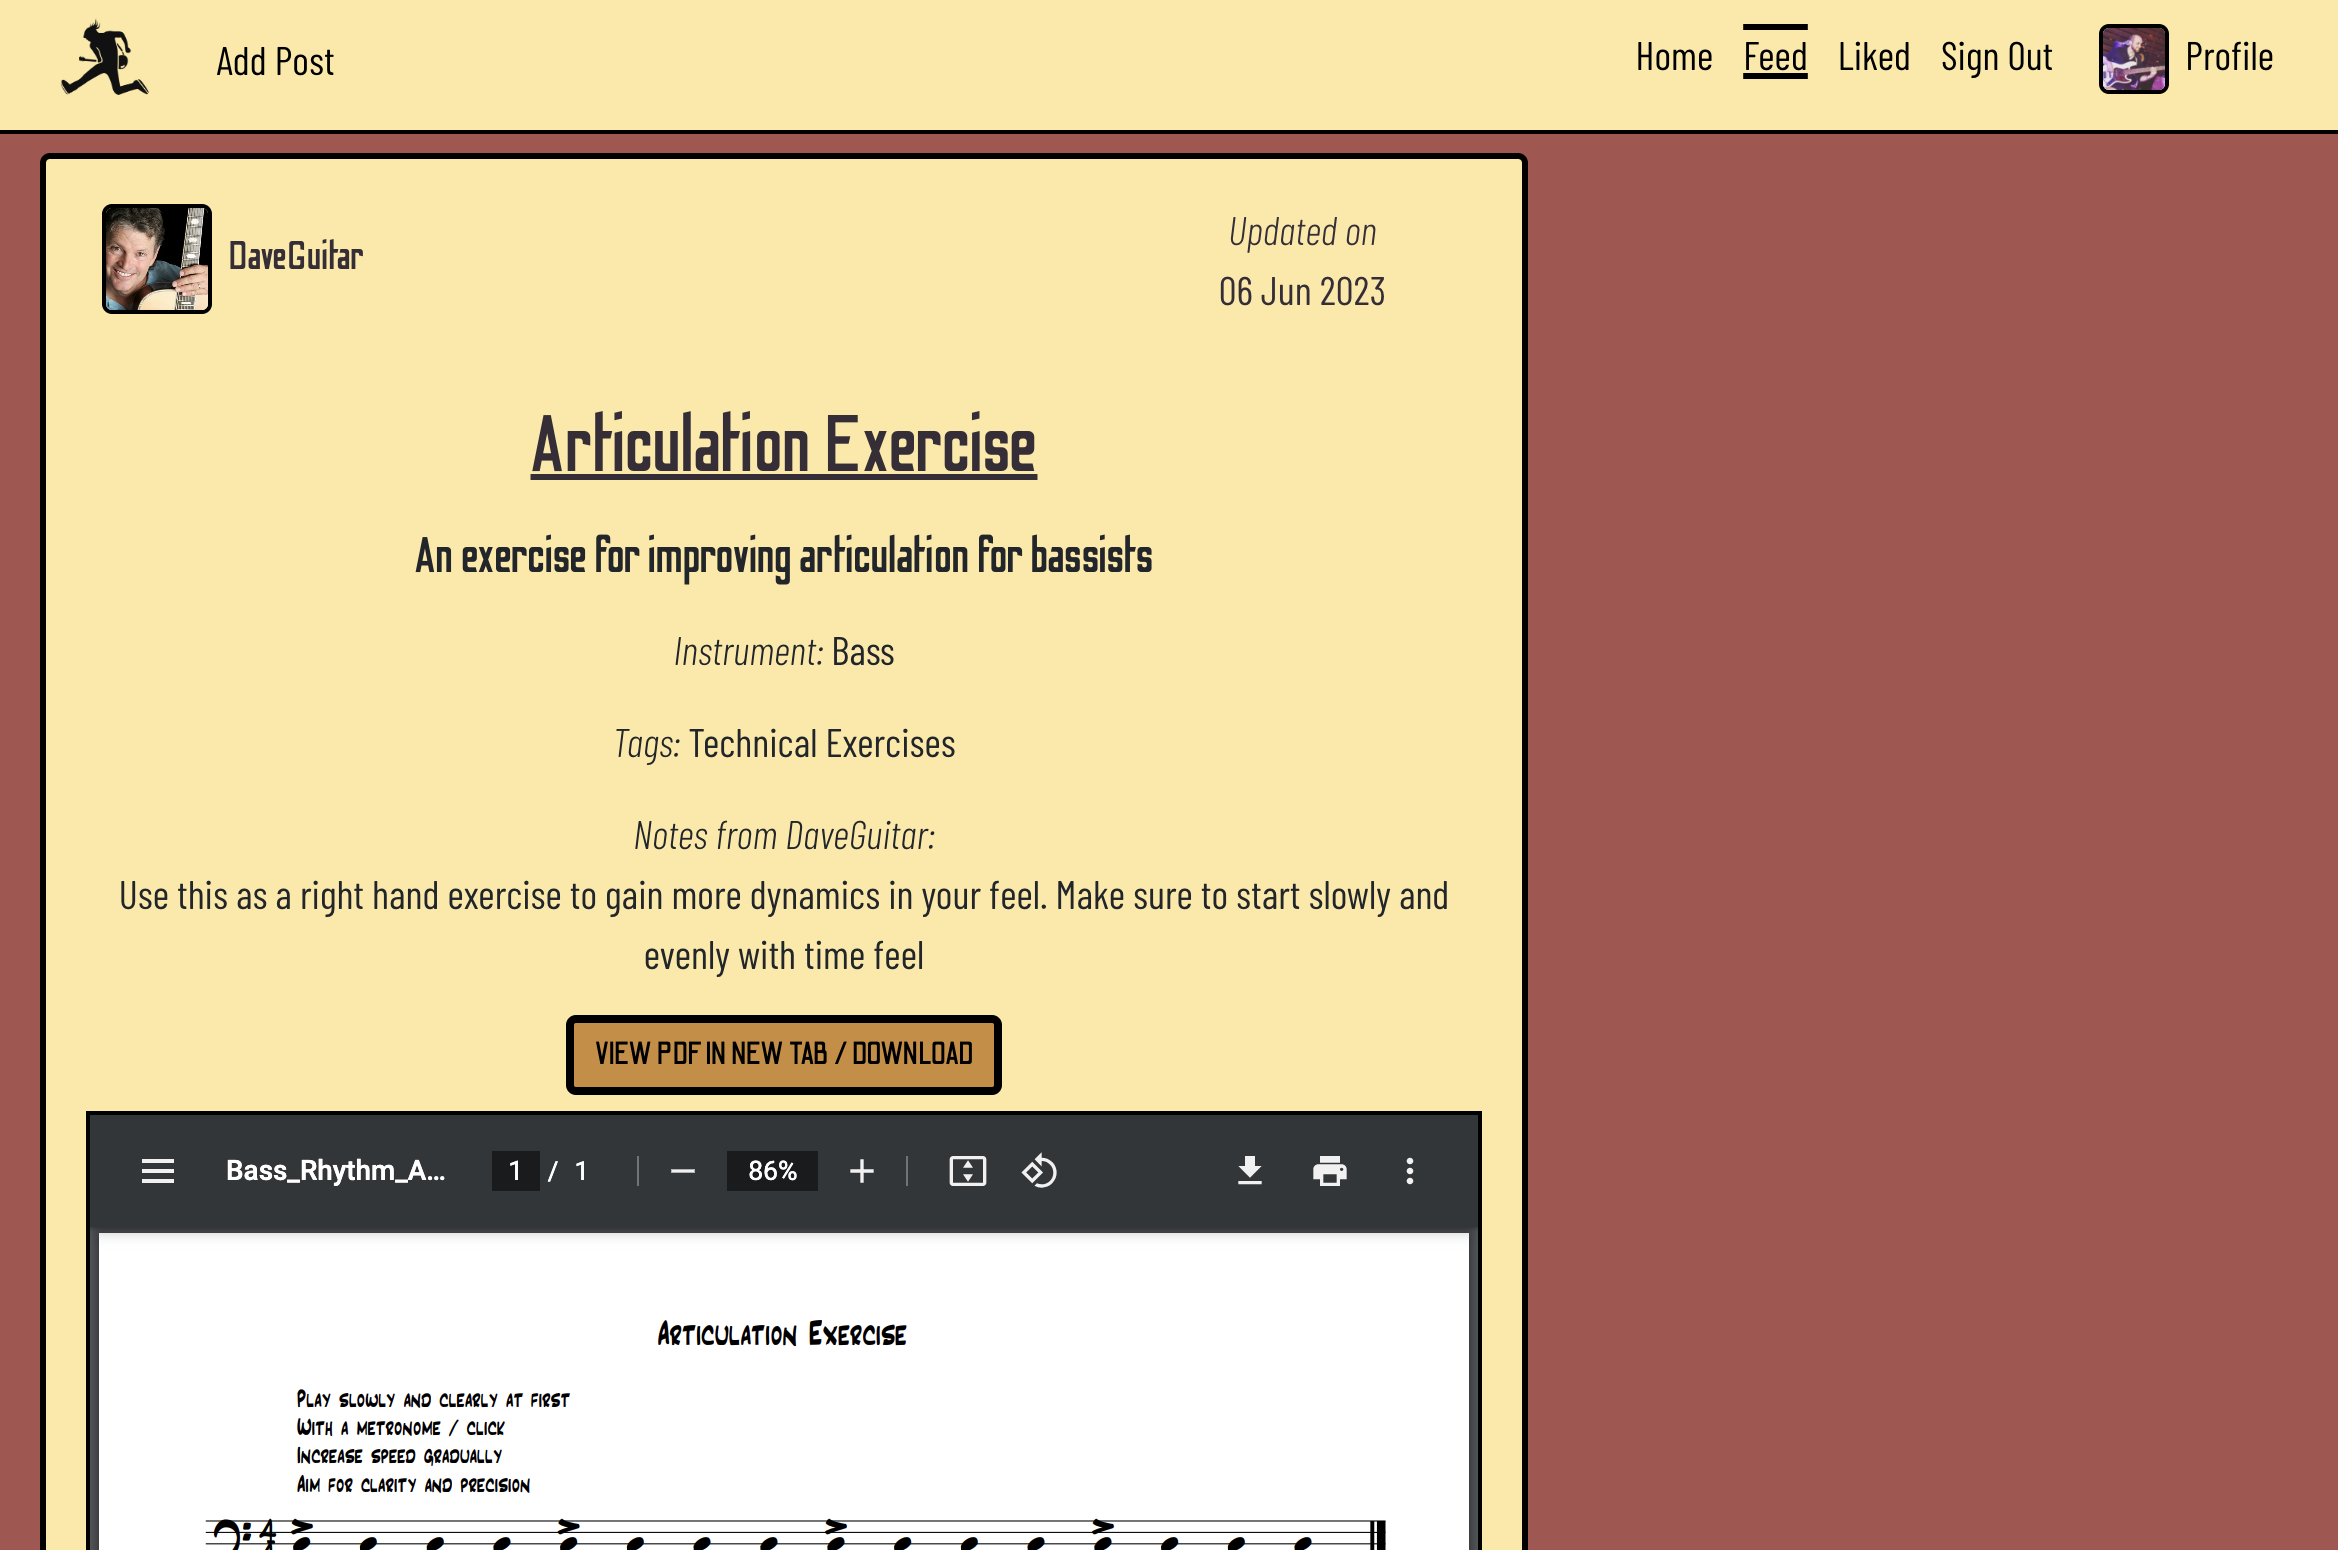 Add Post
Home Feed Liked Sign Out Profile
DaveGuitar
Updated on
06 Jun 2023
Articulation Exercise
An exercise for improving articulation for bassists
Instrument: Bass
Tags: Technical Exercises
Notes from DaveGuitar:
Use this as a right hand exercise to gain more dynamics in your feel. Make sure to start slowly and
evenly with time feel
VIEW PDF IN NEW TAB / DOWNLOAD
Bass_Rhythm_A... 1 / 1 86%
Articulation Exercise
Play slowly and clearly at first
With a metronome / click
Increase speed gradually
Aim for clarity and precision
4